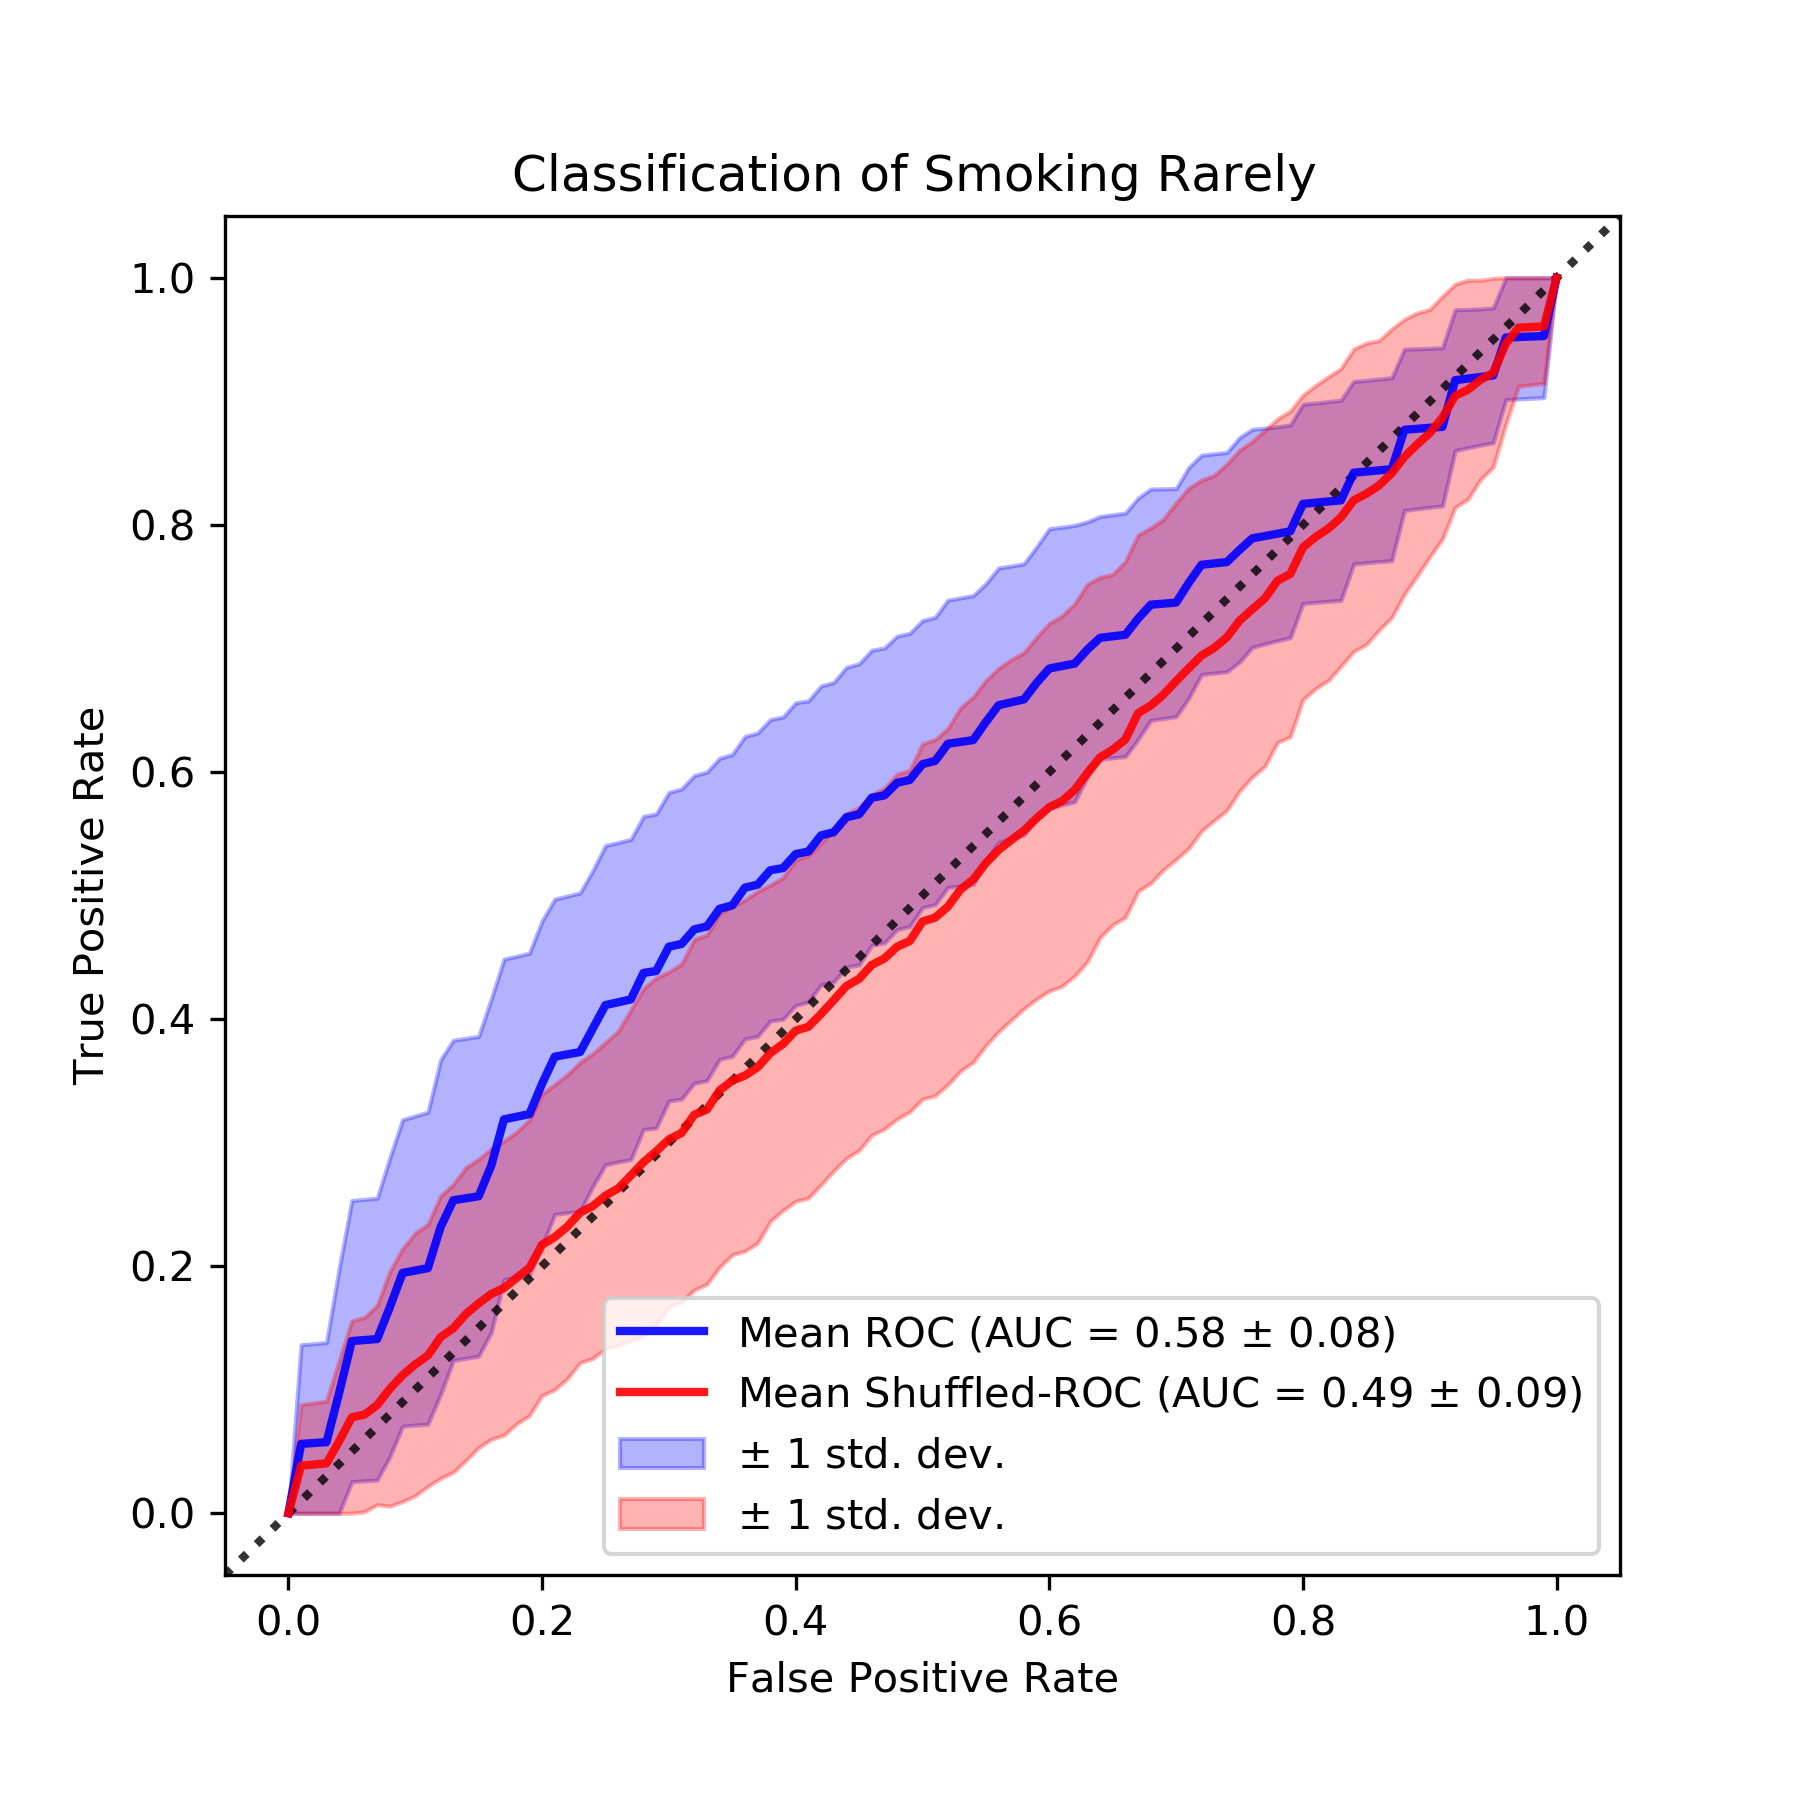 Classification of Smoking Rarely
1.0
0.8
0.6
0.4
0.2
0.0
True Positive Rate
Mean ROC (AUC = 0.58 ± 0.08)
Mean Shuffled-ROC (AUC = 0.49 ± 0.09)
± 1 std. dev.
± 1 std. dev.
0.0 0.2 0.4 0.6 0.8 1.0
False Positive Rate